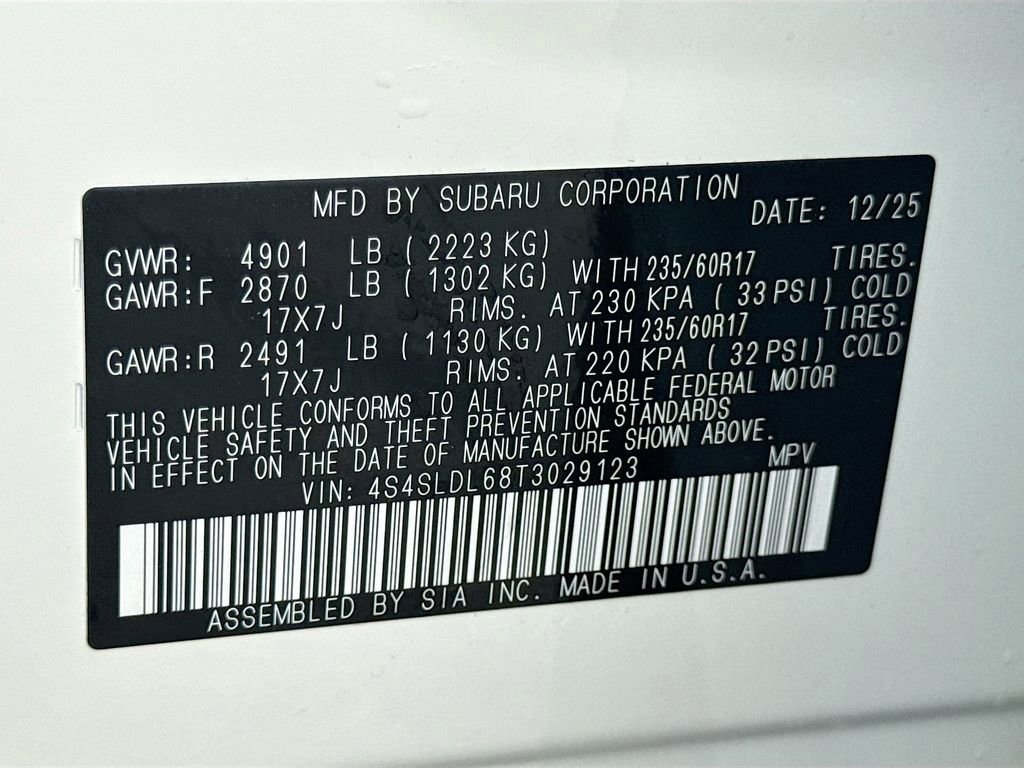 MFD BY SUBARU CORPORATION DATE: 12/25
GVWR: 4901 LB ( 2223 KG)
GAWR:F 2870 LB ( 1302 KG) WITH 235/60R17 TIRES.
17X7J RIMS. AT 230 KPA ( 33 PSI) COLD
GAWR:R 2491 LB ( 1130 KG) WITH 235/60R17 TIRES.
17X7J RIMS. AT 220 KPA ( 32 PSI) COLD
THIS VEHICLE CONFORMS TO ALL APPLICABLE FEDERAL MOTOR
VEHICLE SAFETY AND THEFT PREVENTION STANDARDS
IN EFFECT ON THE DATE OF MANUFACTURE SHOWN ABOVE.
VIN: 4S4SLDL68T3029123 MPV
ASSEMBLED BY SIA INC. MADE IN U.S.A.